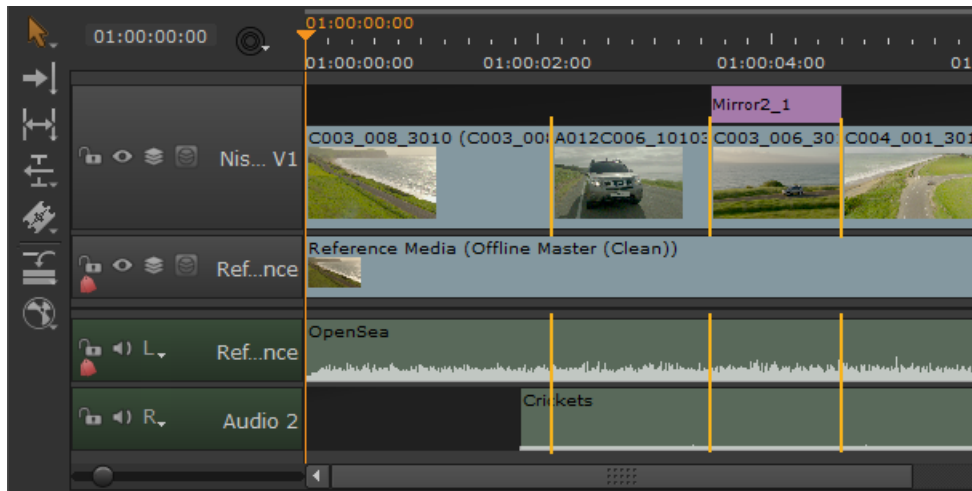 01:00:00:00
01:00:00:00
01:00:00:00
01:00:02:00
01:00:04:00
01
Mirror2_1
Nis... V1
C003_008_3010 (C003_008
A012C006_10103
C003_006_30
C004_001_301
Ref...nce
Reference Media (Offline Master (Clean))
L
Ref...nce
OpenSea
R
Audio 2
Crickets